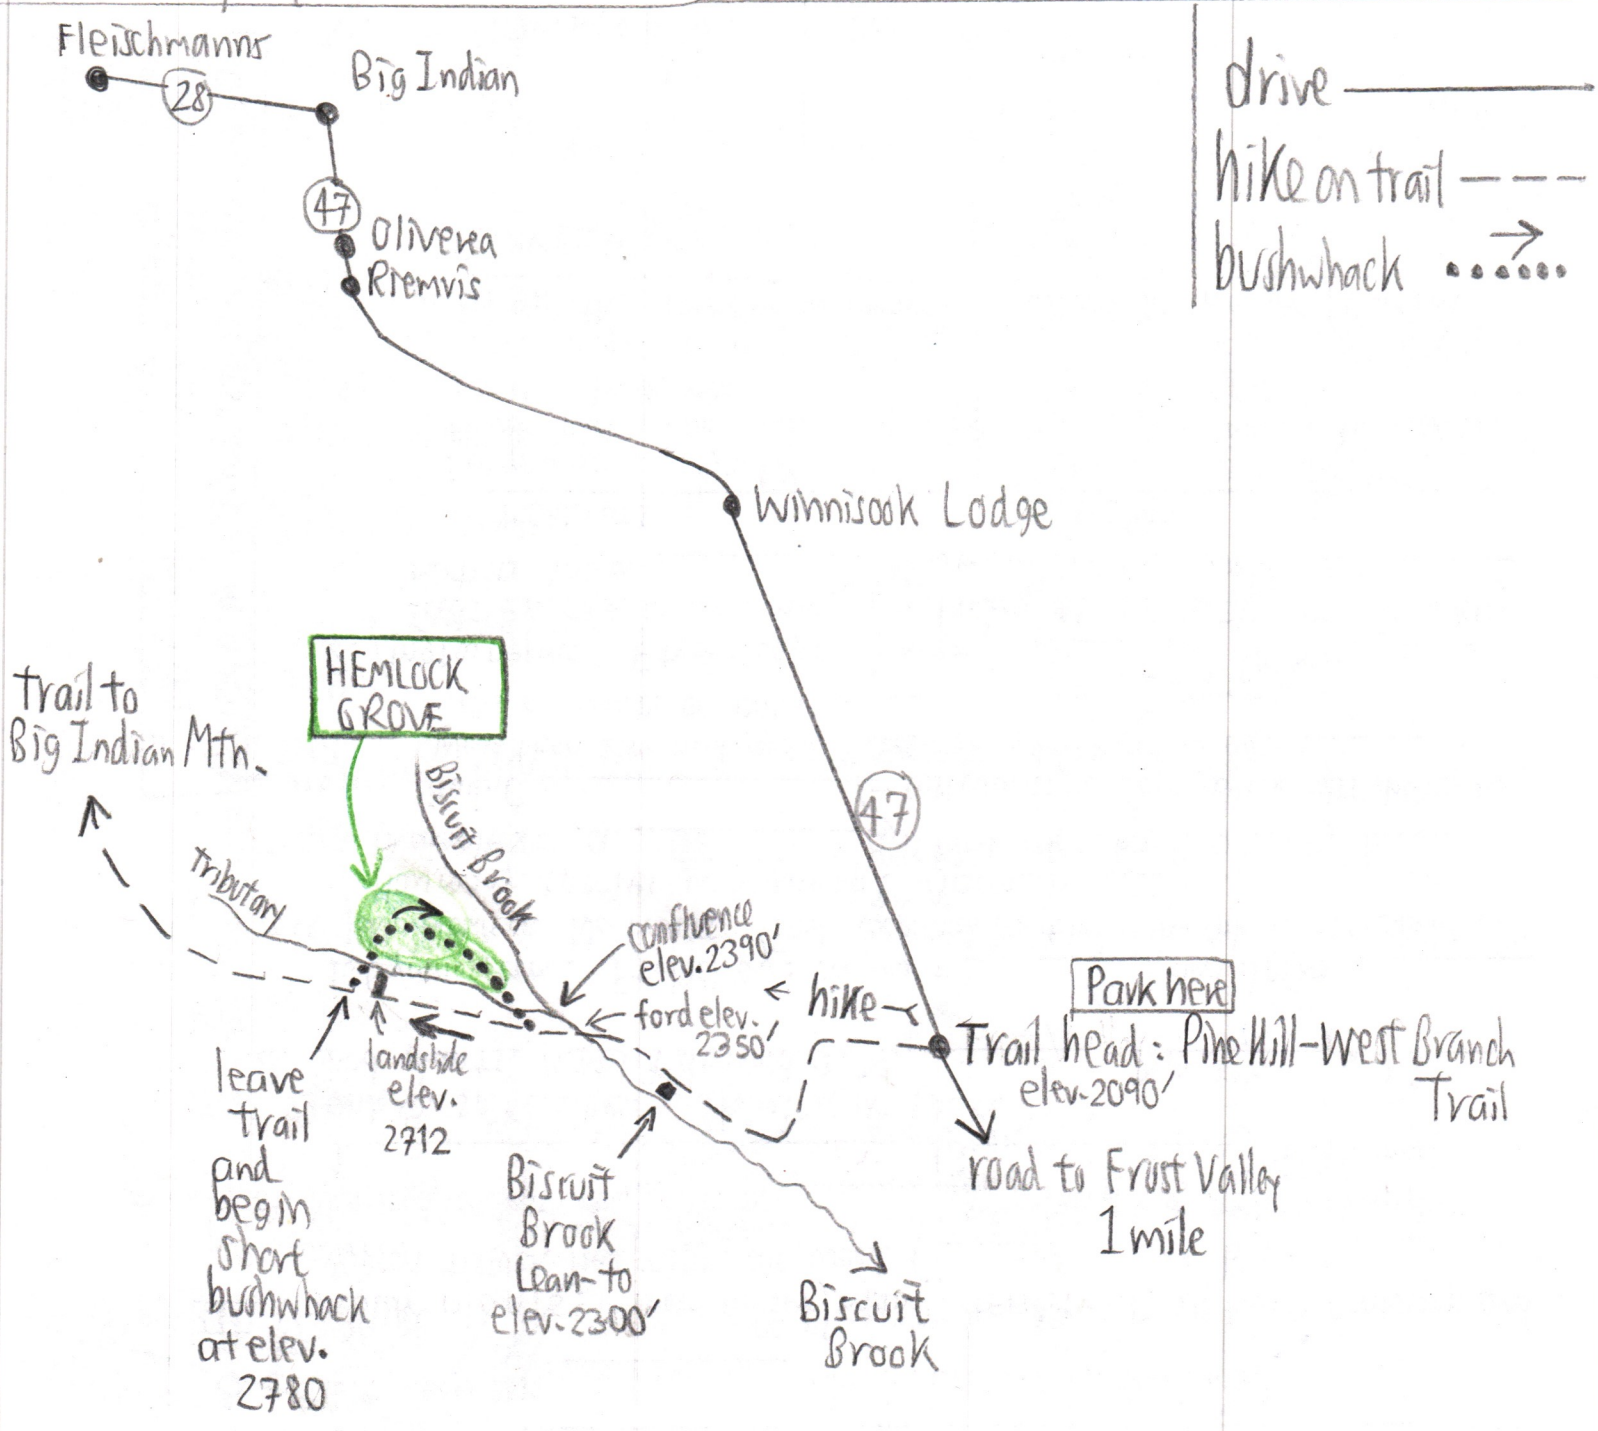 Fleischmanns
28
Big Indian
47
Oliverea
Riemvis
Winnisook Lodge
47
drive
hike on trail
bushwhack
HEMLOCK
GROVE
trail to
Big Indian Mtn.
Biscuit Brook
tributary
confluence
elev. 2390'
ford elev.
2350'
← hike
Park here
Trail head: Pine Hill-West Branch
Trail
elev. 2090'
road to Frost Valley
1 mile
landslide
elev.
2712
leave
trail
and
begin
short
bushwhack
at elev.
2780
Biscuit
Brook
Lean-to
elev. 2300'
Biscuit
Brook